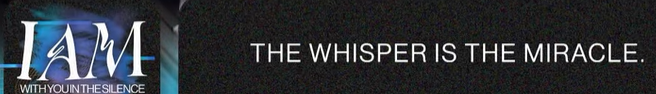 I AM
WITH YOU IN THE SILENCE
THE WHISPER IS THE MIRACLE.